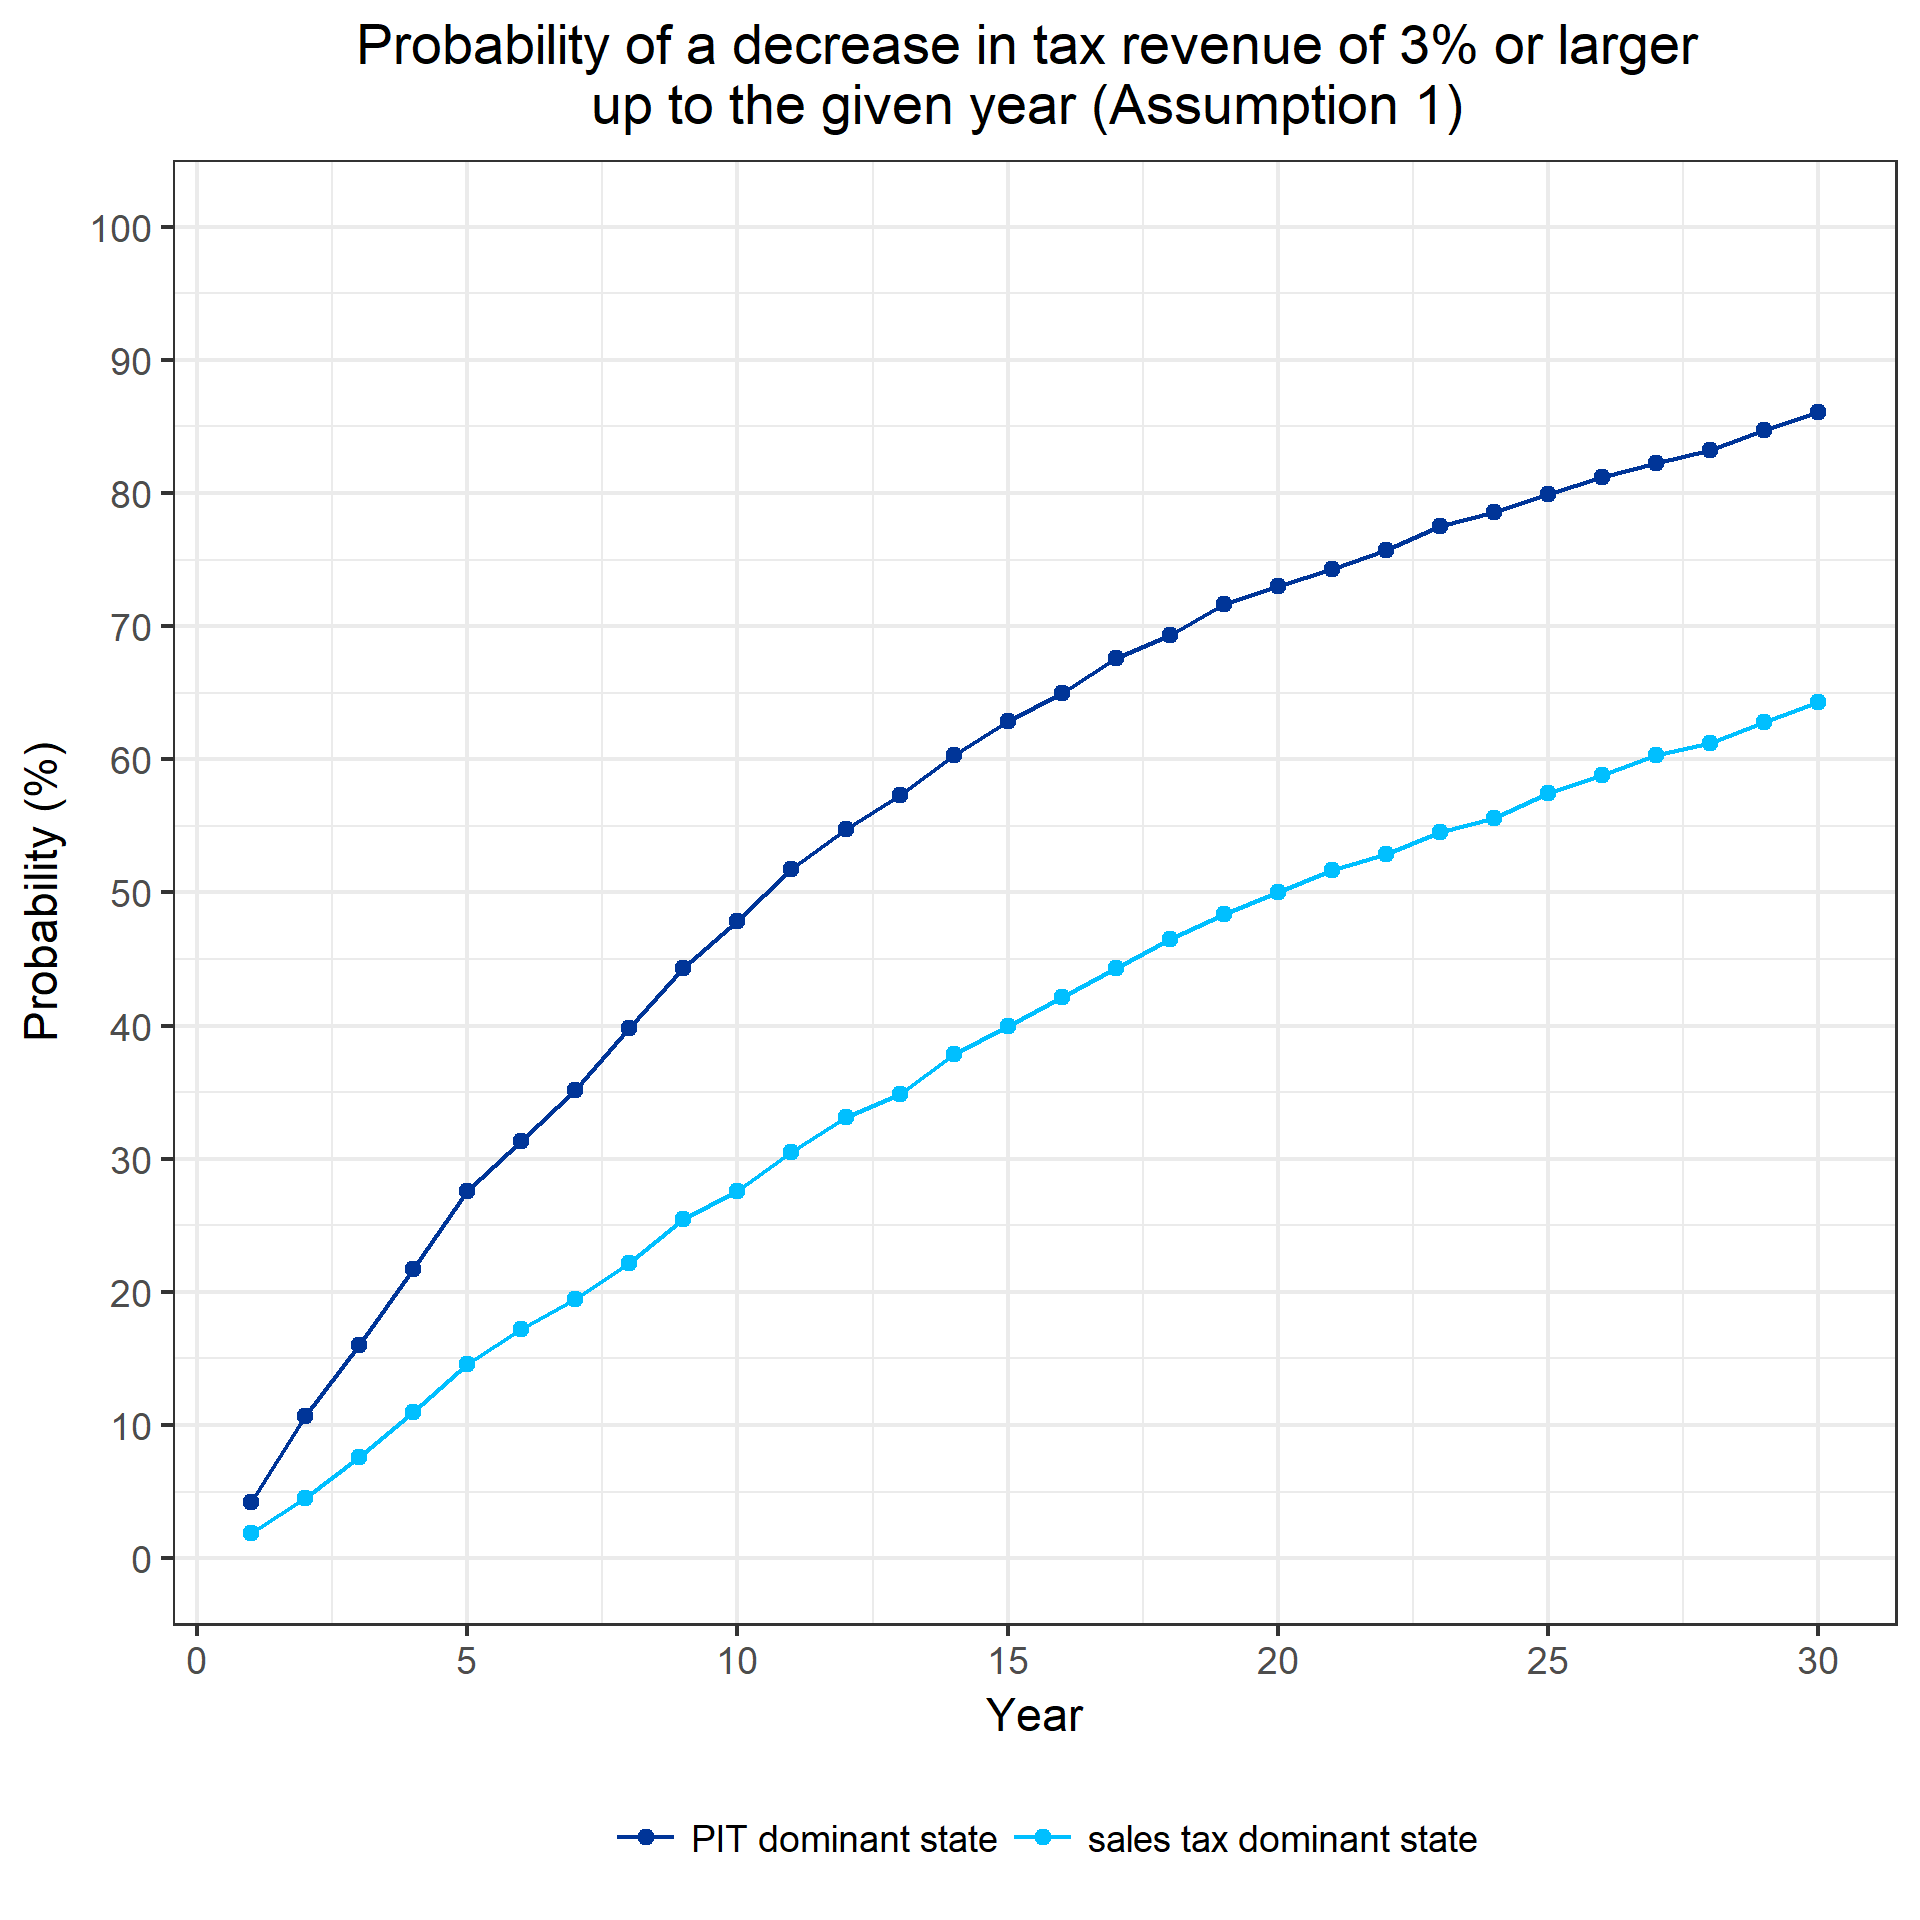 Probability of a decrease in tax revenue of 3% or larger
up to the given year (Assumption 1)
Probability (%)
100
90
80
70
60
50
40
30
20
10
0
0 5 10 15 20 25 30
Year
PIT dominant state sales tax dominant state